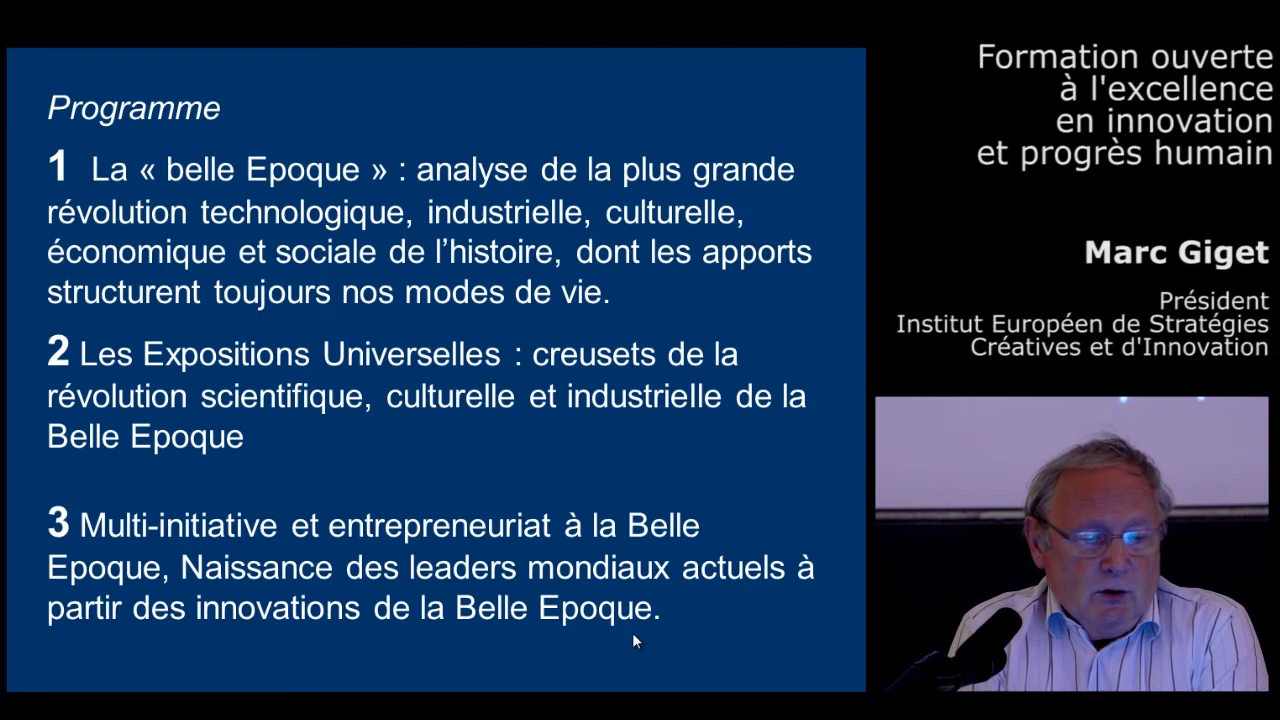 Programme
1 La « belle Epoque » : analyse de la plus grande
révolution technologique, industrielle, culturelle,
économique et sociale de l’histoire, dont les apports
structurent toujours nos modes de vie.
2 Les Expositions Universelles : creusets de la
révolution scientifique, culturelle et industrielle de la
Belle Epoque
3 Multi-initiative et entrepreneuriat à la Belle
Epoque, Naissance des leaders mondiaux actuels à
partir des innovations de la Belle Epoque.
Formation ouverte
à l'excellence
en innovation
et progrès humain
Marc Giget
Président
Institut Européen de Stratégies
Créatives et d'Innovation